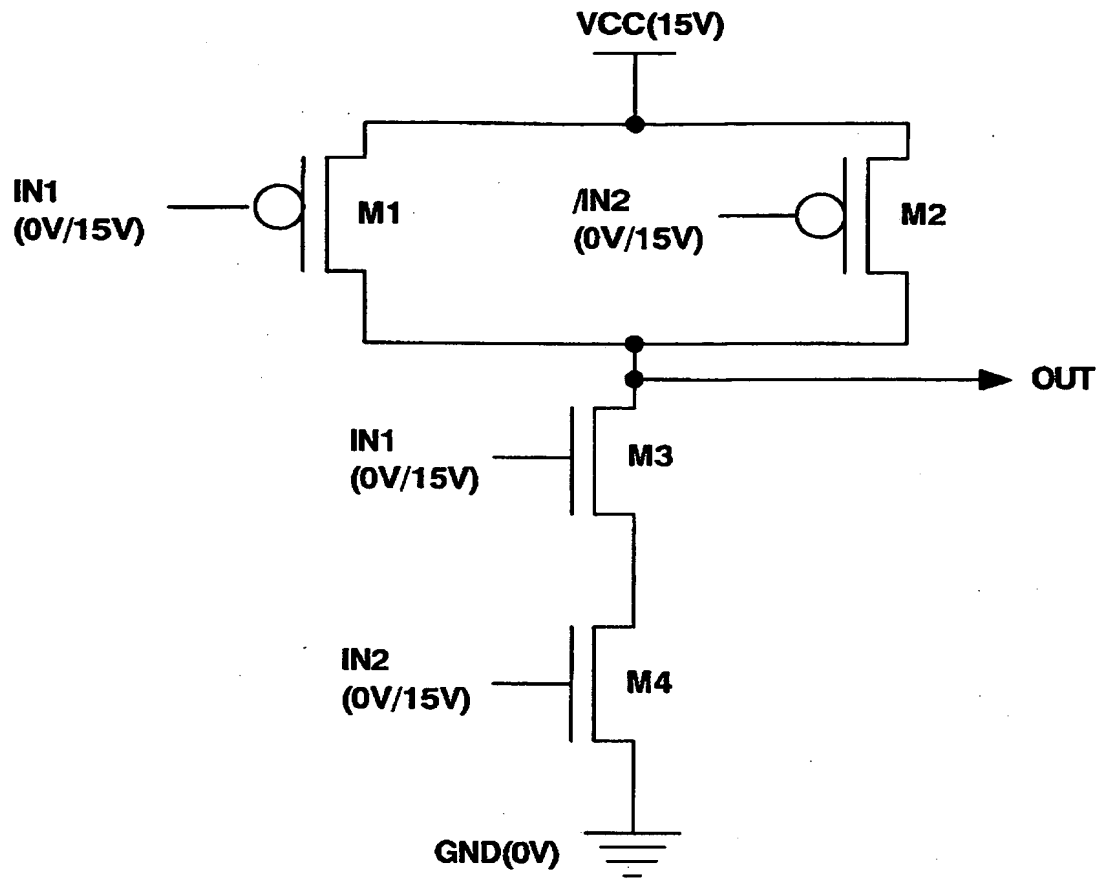 VCC(15V)
IN1
(0V/15V)
M1
/IN2
(0V/15V)
M2
OUT
IN1
(0V/15V)
M3
IN2
(0V/15V)
M4
GND(0V)